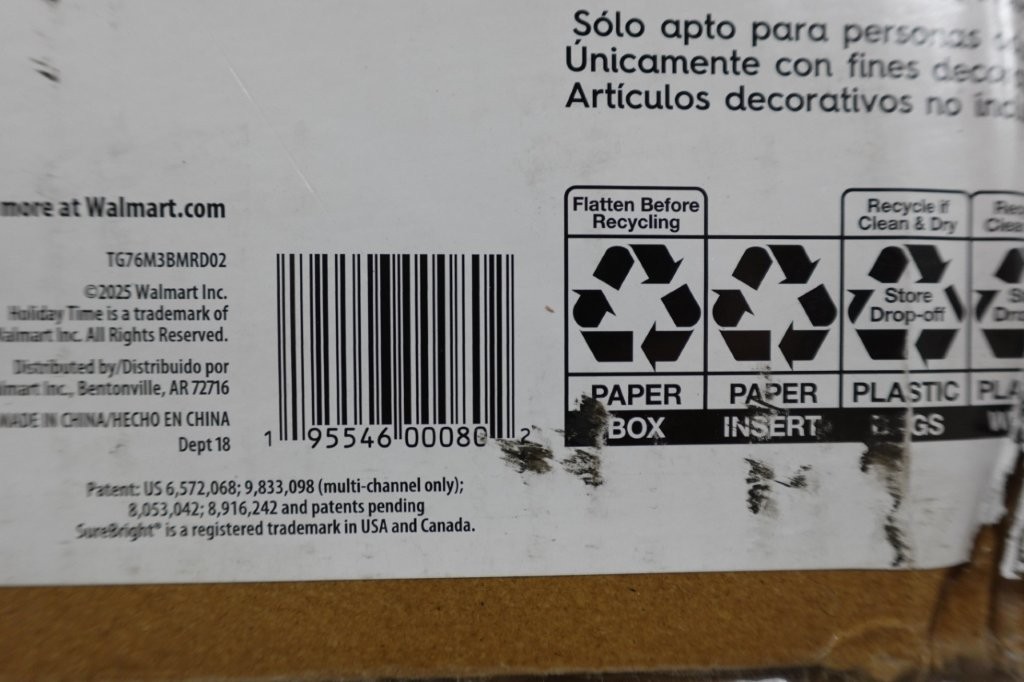 Sólo apto para personas
Únicamente con fines
Artículos decorativos no
more at Walmart.com
TG76M3BMRD02
©2025 Walmart Inc.
Holiday Time is a trademark of
Walmart Inc. All Rights Reserved.
Distributed by/Distribuido por
Inc., Bentonville, AR 72716
MADE IN CHINA/HECHO EN CHINA
Dept 18
1 95546 00080 2
Patent: US 6,572,068; 9,833,098 (multi-channel only);
8,053,042; 8,916,242 and patents pending
SureBright® is a registered trademark in USA and Canada.
Flatten Before
Recycling
PAPER
BOX
PAPER
INSERT
Recycle if
Clean & Dry
Store
Drop-off
PLASTIC